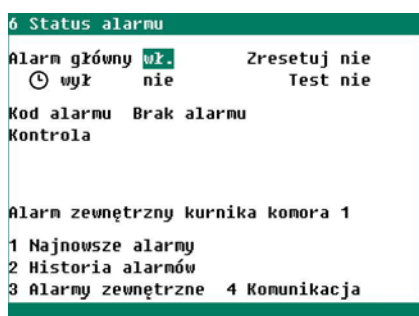 6 Status alarmu
Alarm główny wł. Zresetuj nie
wył nie Test nie
Kod alarmu Brak alarmu
Kontrola
Alarm zewnętrzny kurnika komora 1
1 Najnowsze alarmy
2 Historia alarmów
3 Alarmy zewnętrzne 4 Komunikacja